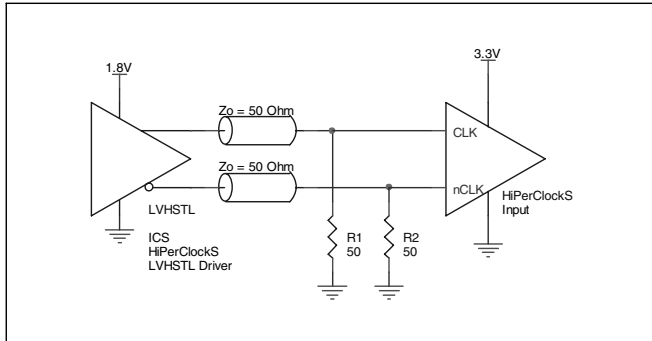 1.8V
3.3V
Zo = 50 Ohm
CLK
Zo = 50 Ohm
nCLK
HiPerClockS
Input
LVHSTL
ICS
HiPerClockS
LVHSTL Driver
R1
50
R2
50